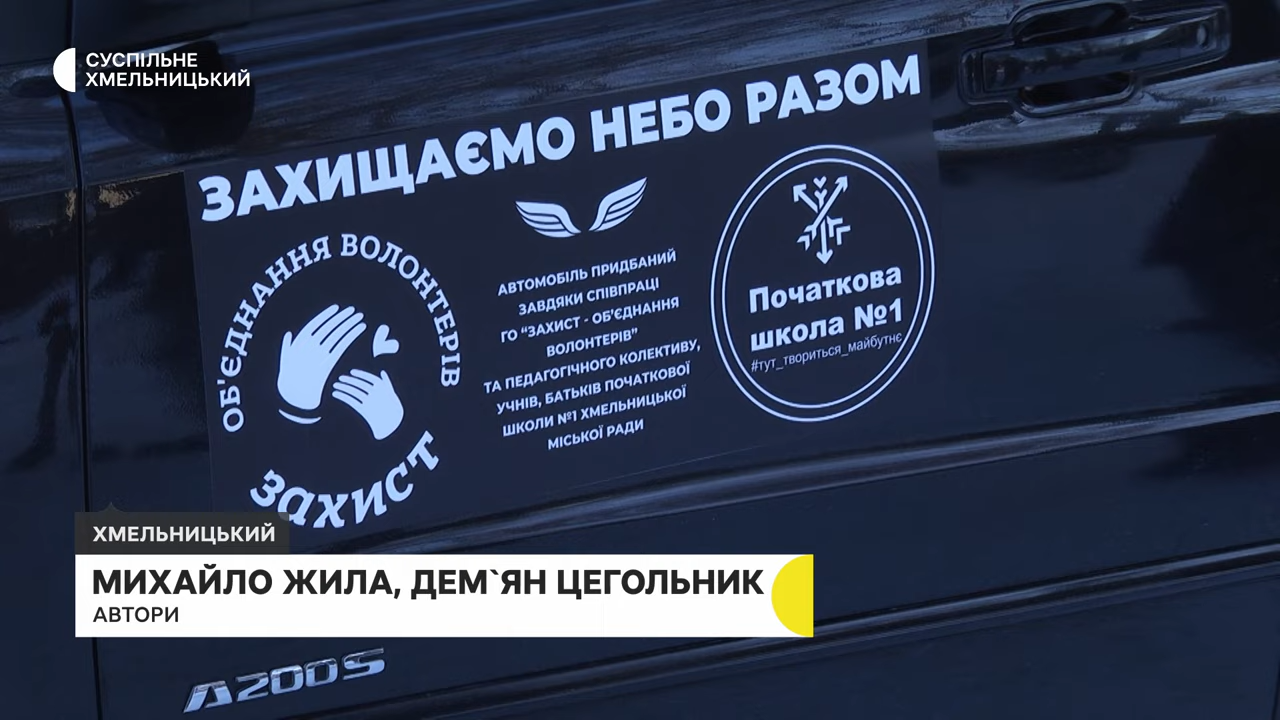 СУСПІЛЬНЕ
ХМЕЛЬНИЦЬКИЙ
ЗАХИЩАЄМО НЕБО РАЗОМ
ОБ'ЄДНАННЯ ВОЛОНТЕРІВ
ЗАХИСТ
АВТОМОБІЛЬ ПРИДБАНИЙ
ЗАВДЯКИ СПІВПРАЦІ
ГО "ЗАХИСТ - ОБ'ЄДНАННЯ
ВОЛОНТЕРІВ"
ТА ПЕДАГОГІЧНОГО КОЛЕКТИВУ,
УЧНІВ, БАТЬКІВ ПОЧАТКОВОЇ
ШКОЛИ №1 ХМЕЛЬНИЦЬКОЇ
МІСЬКОЇ РАДИ
Початкова
школа №1
#тут_твориться_майбутнє
ХМЕЛЬНИЦЬКИЙ
МИХАЙЛО ЖИЛА, ДЕМ`ЯН ЦЕГОЛЬНИК
АВТОРИ
A200S